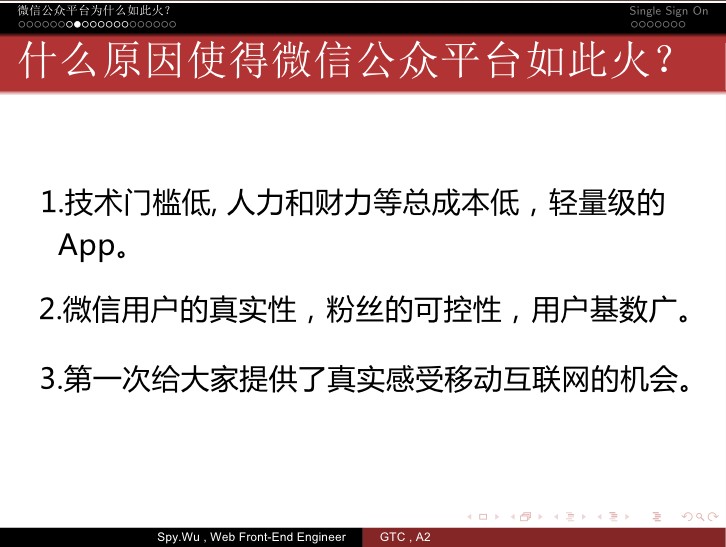 微信公众平台为什么如此火?
Single Sign On
什么原因使得微信公众平台如此火?
1.技术门槛低, 人力和财力等总成本低，轻量级的
App。
2.微信用户的真实性，粉丝的可控性，用户基数广。
3.第一次给大家提供了真实感受移动互联网的机会。
Spy.Wu , Web Front-End Engineer
GTC , A2